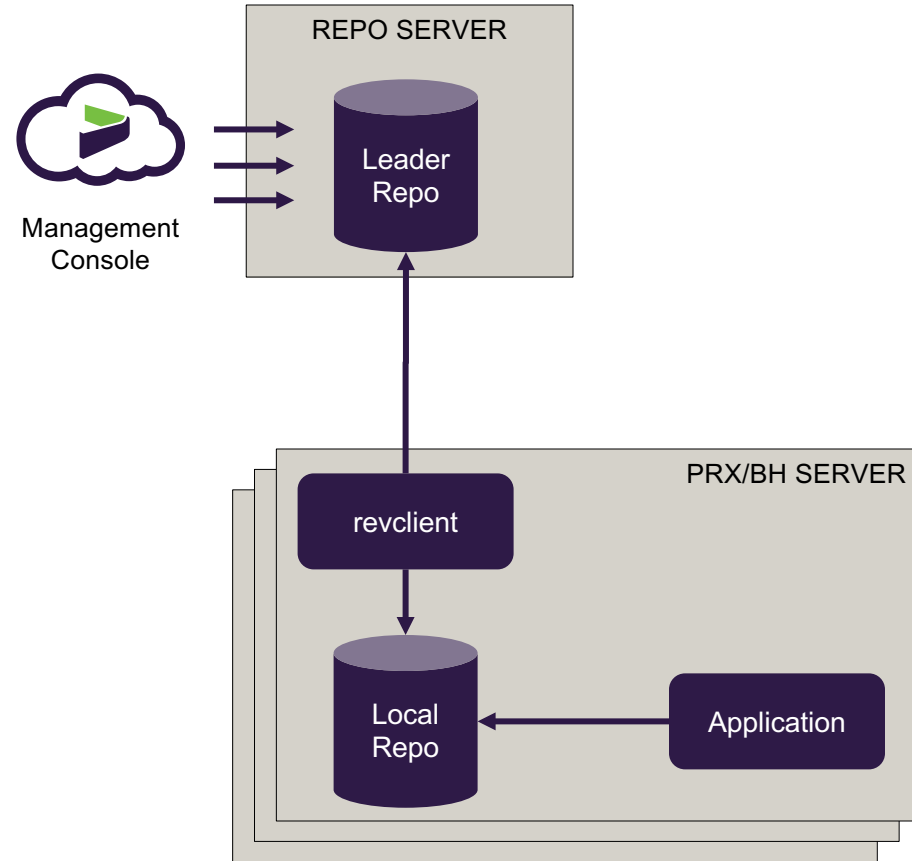 REPO SERVER
Leader
Repo
Management
Console
PRX/BH SERVER
revclient
Local
Repo
Application